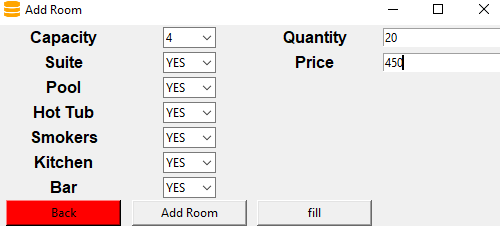 Add Room
Capacity 4 Quantity 20
Suite YES Price 450
Pool YES
Hot Tub YES
Smokers YES
Kitchen YES
Bar YES
Back Add Room fill